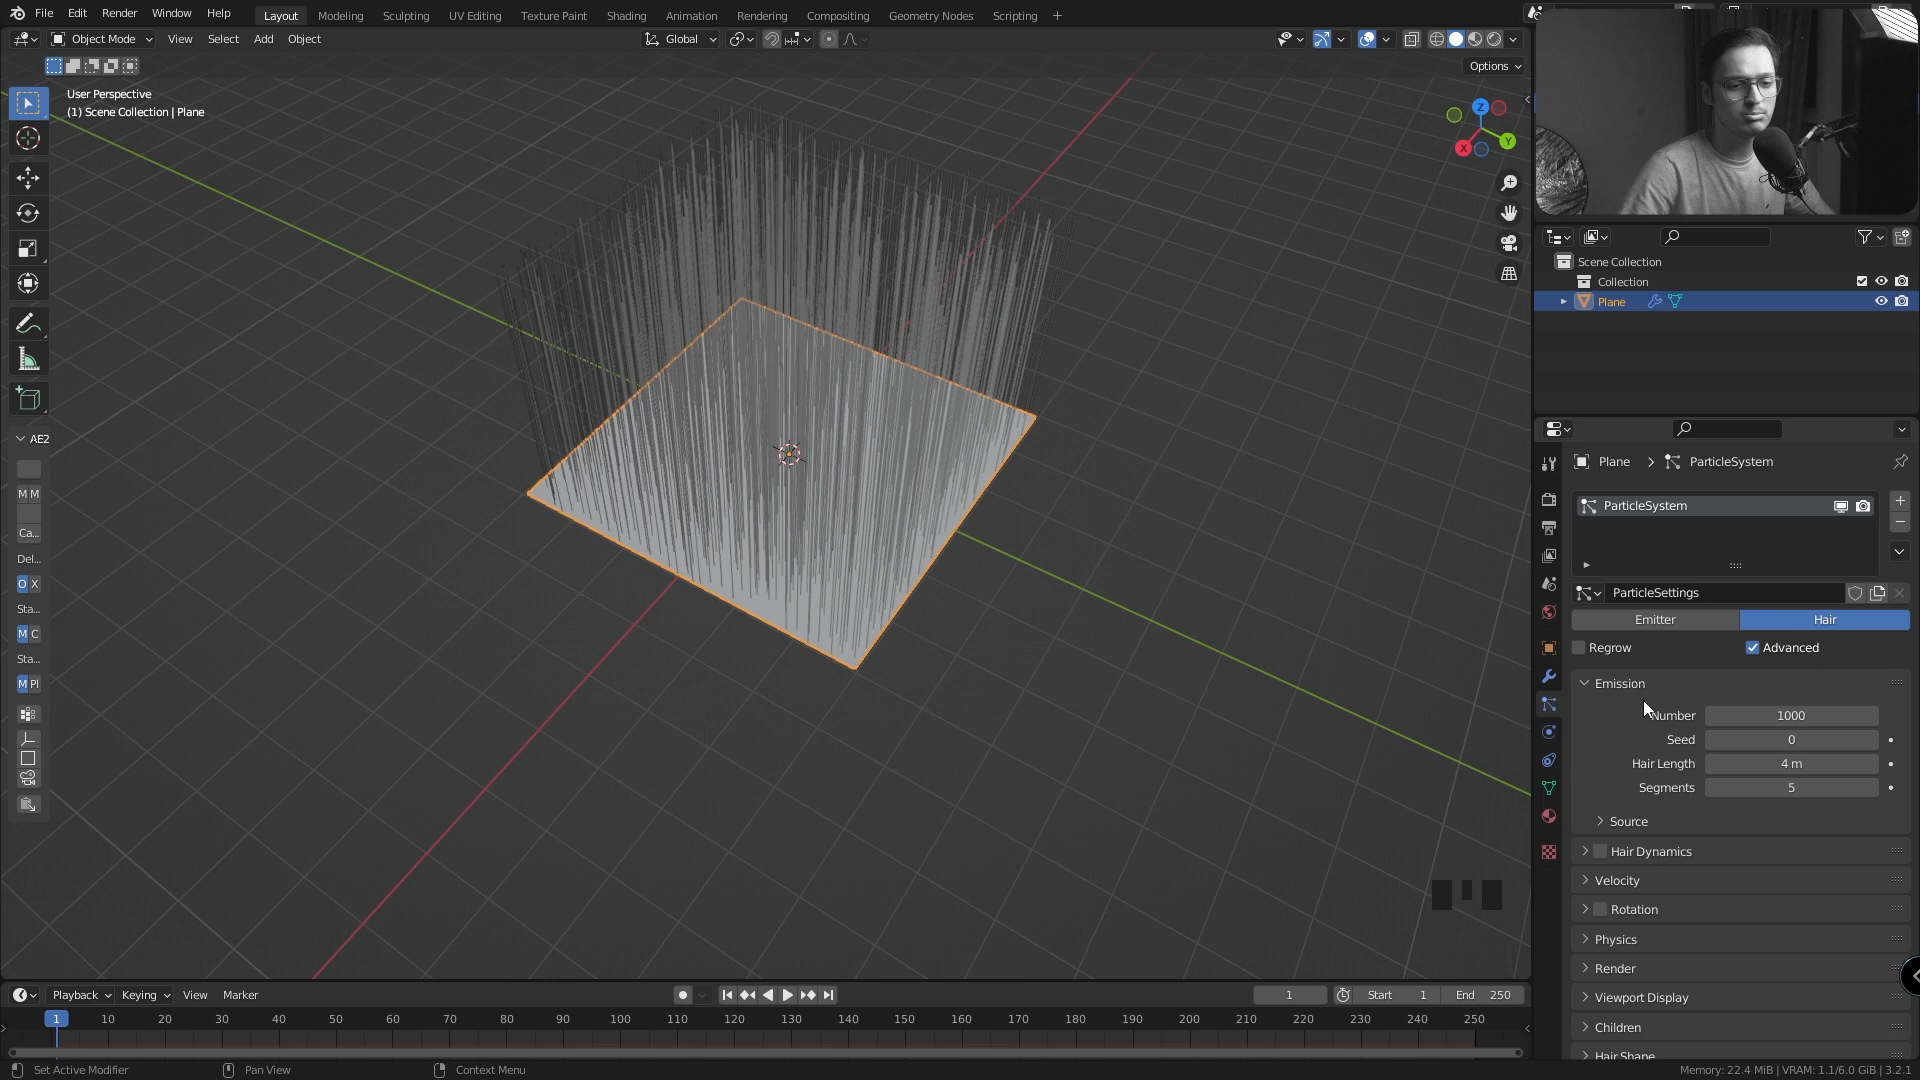 File Edit Render Window Help Layout Modeling Sculpting UV Editing Texture Paint Shading Animation Rendering Compositing Geometry Nodes Scripting
Object Mode View Select Add Object Global
Options
User Perspective
(1) Scene Collection | Plane
Z
Y
X
Scene Collection
Collection
Plane
Plane ParticleSystem
ParticleSystem
ParticleSettings
Emitter Hair
Regrow Advanced
Emission
Number 1000
Seed 0
Hair Length 4 m
Segments 5
Source
Hair Dynamics
Velocity
Rotation
Physics
Render
Viewport Display
Children
Hair Shape
AE2
M M
Ca...
Del...
O X
Sta...
M C
Sta...
M Pl
Playback Keying View Marker 1 Start 1 End 250
1 10 20 30 40 50 60 70 80 90 100 110 120 130 140 150 160 170 180 190 200 210 220 230 240 250
Set Active Modifier Pan View Context Menu Memory: 22.4 MiB | VRAM: 1.1/6.0 GiB | 3.2.1